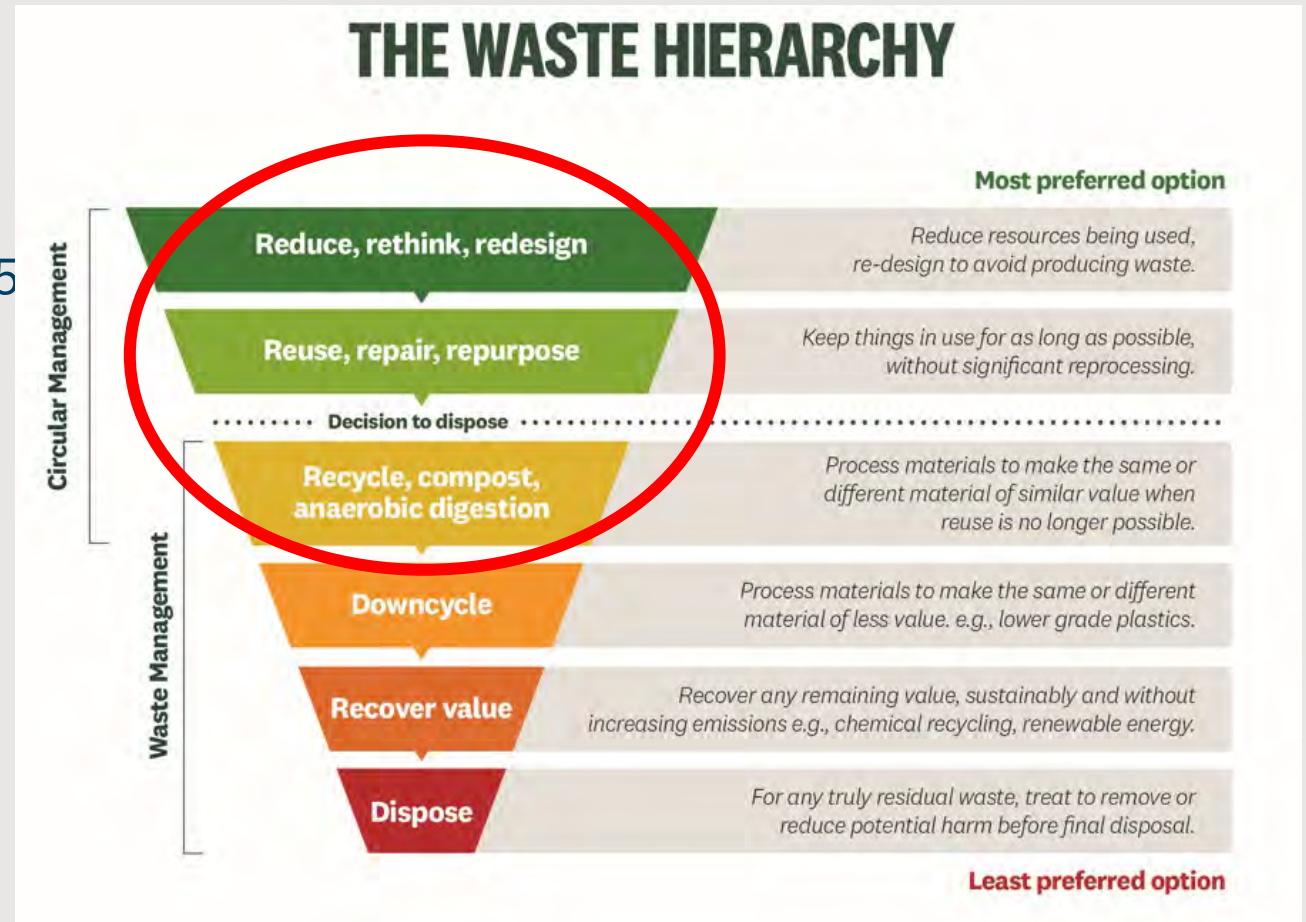 THE WASTE HIERARCHY
Most preferred option
5
Circular Management
Reduce, rethink, redesign
Reduce resources being used,
re-design to avoid producing waste.
Reuse, repair, repurpose
Keep things in use for as long as possible,
without significant reprocessing.
Decision to dispose
Waste Management
Recycle, compost,
anaerobic digestion
Process materials to make the same or
different material of similar value when
reuse is no longer possible.
Downcycle
Process materials to make the same or different
material of less value. e.g., lower grade plastics.
Recover value
Recover any remaining value, sustainably and without
increasing emissions e.g., chemical recycling, renewable energy.
Dispose
For any truly residual waste, treat to remove or
reduce potential harm before final disposal.
Least preferred option